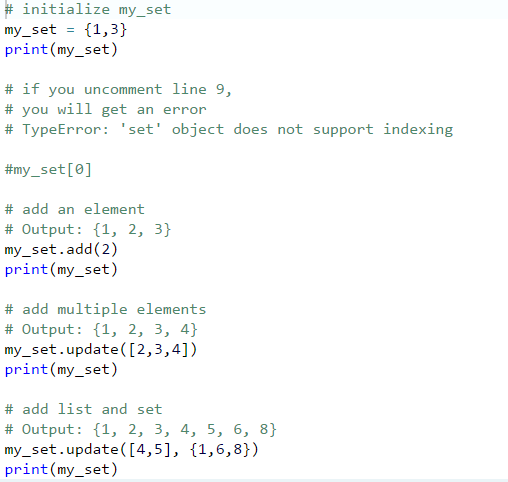 # initialize my_set
my_set = {1,3}
print(my_set)
# if you uncomment line 9,
# you will get an error
# TypeError: 'set' object does not support indexing
#my_set[0]
# add an element
# Output: {1, 2, 3}
my_set.add(2)
print(my_set)
# add multiple elements
# Output: {1, 2, 3, 4}
my_set.update([2,3,4])
print(my_set)
# add list and set
# Output: {1, 2, 3, 4, 5, 6, 8}
my_set.update([4,5], {1,6,8})
print(my_set)